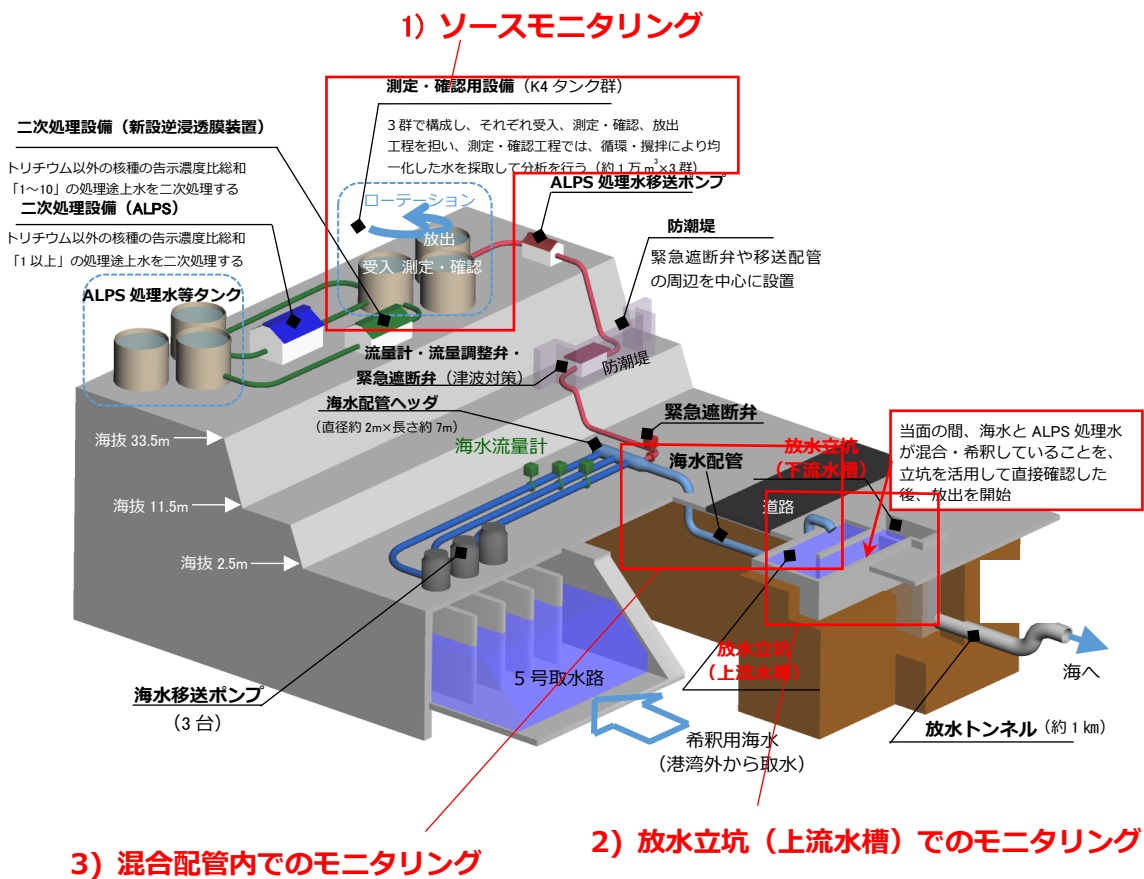 1) ソースモニタリング
測定・確認用設備（K4 タンク群）
3 群で構成し、それぞれ受入、測定・確認、放出
工程を担い、測定・確認工程では、循環・攪拌により均
一化した水を採取して分析を行う（約 1 万 m³×3 群）
二次処理設備（新設逆浸透膜装置）
トリチウム以外の核種の告示濃度比総和
「1～10」の処理途上水を二次処理する
二次処理設備（ALPS）
トリチウム以外の核種の告示濃度比総和
「1 以上」の処理途上水を二次処理する
ALPS 処理水移送ポンプ
ローテーション
放出
受入 測定・確認
防潮堤
緊急遮断弁や移送配管
の周辺を中心に設置
ALPS 処理水等タンク
防潮堤
流量計・流量調整弁・
緊急遮断弁（津波対策）
海水配管ヘッダ
（直径約 2m×長さ約 7m）
海水流量計
緊急遮断弁
海水配管
放水立坑
（下流水槽）
当面の間、海水と ALPS 処理水
が混合・希釈していることを、
立坑を活用して直接確認した
後、放出を開始
道路
海抜 33.5m
海抜 11.5m
海抜 2.5m
放水立坑
（上流水槽）
5 号取水路
海水移送ポンプ
（3 台）
希釈用海水
（港湾外から取水）
海へ
放水トンネル（約 1 km）
2) 放水立坑（上流水槽）でのモニタリング
3) 混合配管内でのモニタリング